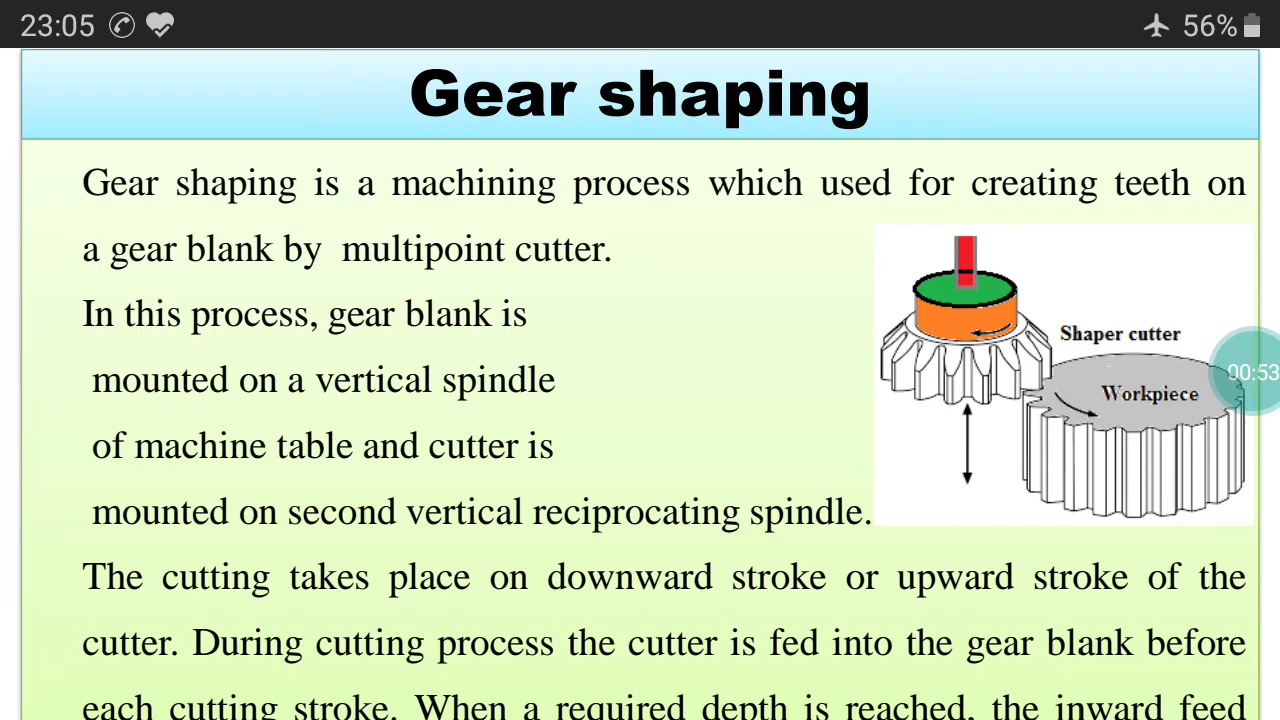 23:05
56%
Gear shaping
Gear shaping is a machining process which used for creating teeth on
a gear blank by multipoint cutter.
In this process, gear blank is
mounted on a vertical spindle
of machine table and cutter is
mounted on second vertical reciprocating spindle.
Shaper cutter
Workpiece
00:53
The cutting takes place on downward stroke or upward stroke of the
cutter. During cutting process the cutter is fed into the gear blank before
each cutting stroke. When a required depth is reached, the inward feed